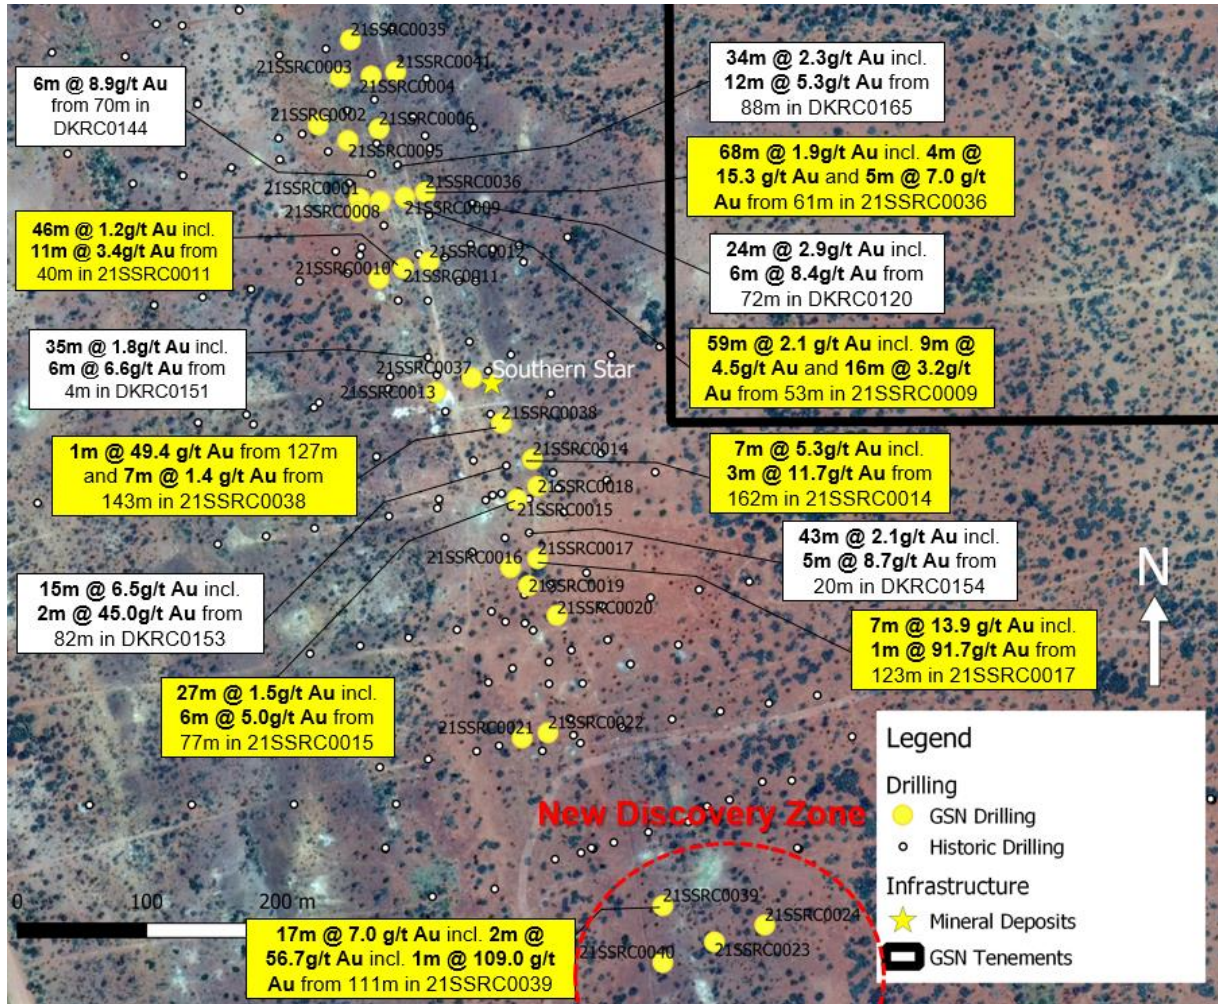 21SSRC0035
21SSRC0003
21SSRC0041
21SSRC0004
21SSRC0002
21SSRC0006
21SSRC0005
6m @ 8.9g/t Au
from 70m in
DKRC0144
34m @ 2.3g/t Au incl.
12m @ 5.3g/t Au from
88m in DKRC0165
68m @ 1.9g/t Au incl. 4m @
15.3 g/t Au and 5m @ 7.0 g/t
Au from 61m in 21SSRC0036
21SSRC0001
21SSRC0036
21SSRC0008
21SSRC0009
46m @ 1.2g/t Au incl.
11m @ 3.4g/t Au from
40m in 21SSRC0011
21SSRC0012
21SSRC0010
21SSRC0011
24m @ 2.9g/t Au incl.
6m @ 8.4g/t Au from
72m in DKRC0120
35m @ 1.8g/t Au incl.
6m @ 6.6g/t Au from
4m in DKRC0151
59m @ 2.1 g/t Au incl. 9m @
4.5g/t Au and 16m @ 3.2g/t
Au from 53m in 21SSRC0009
21SSRC0037
Southern Star
21SSRC0013
21SSRC0038
1m @ 49.4 g/t Au from 127m
and 7m @ 1.4 g/t Au from
143m in 21SSRC0038
21SSRC0014
7m @ 5.3g/t Au incl.
3m @ 11.7g/t Au from
162m in 21SSRC0014
21SSRC0018
21SSRC0015
43m @ 2.1g/t Au incl.
5m @ 8.7g/t Au from
20m in DKRC0154
21SSRC0017
21SSRC0016
21SSRC0019
21SSRC0020
N
15m @ 6.5g/t Au incl.
2m @ 45.0g/t Au from
82m in DKRC0153
7m @ 13.9 g/t Au incl.
1m @ 91.7g/t Au from
123m in 21SSRC0017
27m @ 1.5g/t Au incl.
6m @ 5.0g/t Au from
77m in 21SSRC0015
21SSRC0021
21SSRC0022
New Discovery Zone
21SSRC0039
21SSRC0024
21SSRC0023
21SSRC0040
0 100 200 m
17m @ 7.0 g/t Au incl. 2m @
56.7g/t Au incl. 1m @ 109.0 g/t
Au from 111m in 21SSRC0039
Legend
Drilling
GSN Drilling
Historic Drilling
Infrastructure
Mineral Deposits
GSN Tenements